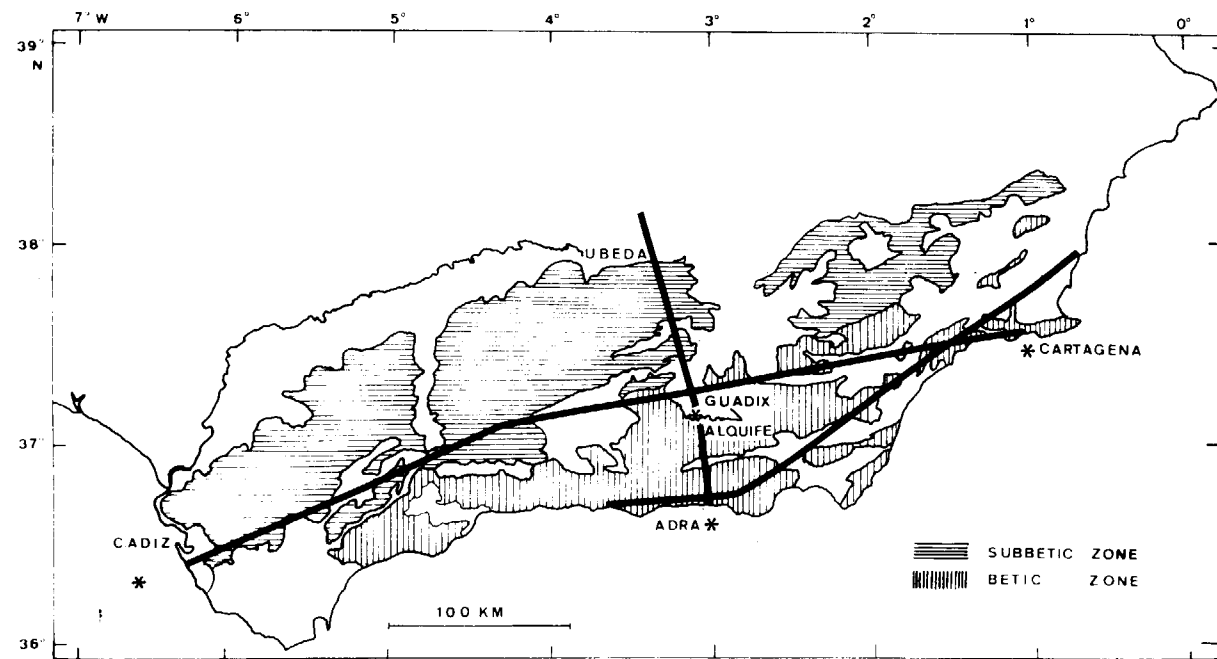 7° W 6° 5° 4° 3° 2° 1° 0°
39°
N
38°
37°
36°
UBEDA
GUADIX
ALQUIFE
CARTAGENA
ADRA
CADIZ
SUBBETIC ZONE
BETIC ZONE
100 KM